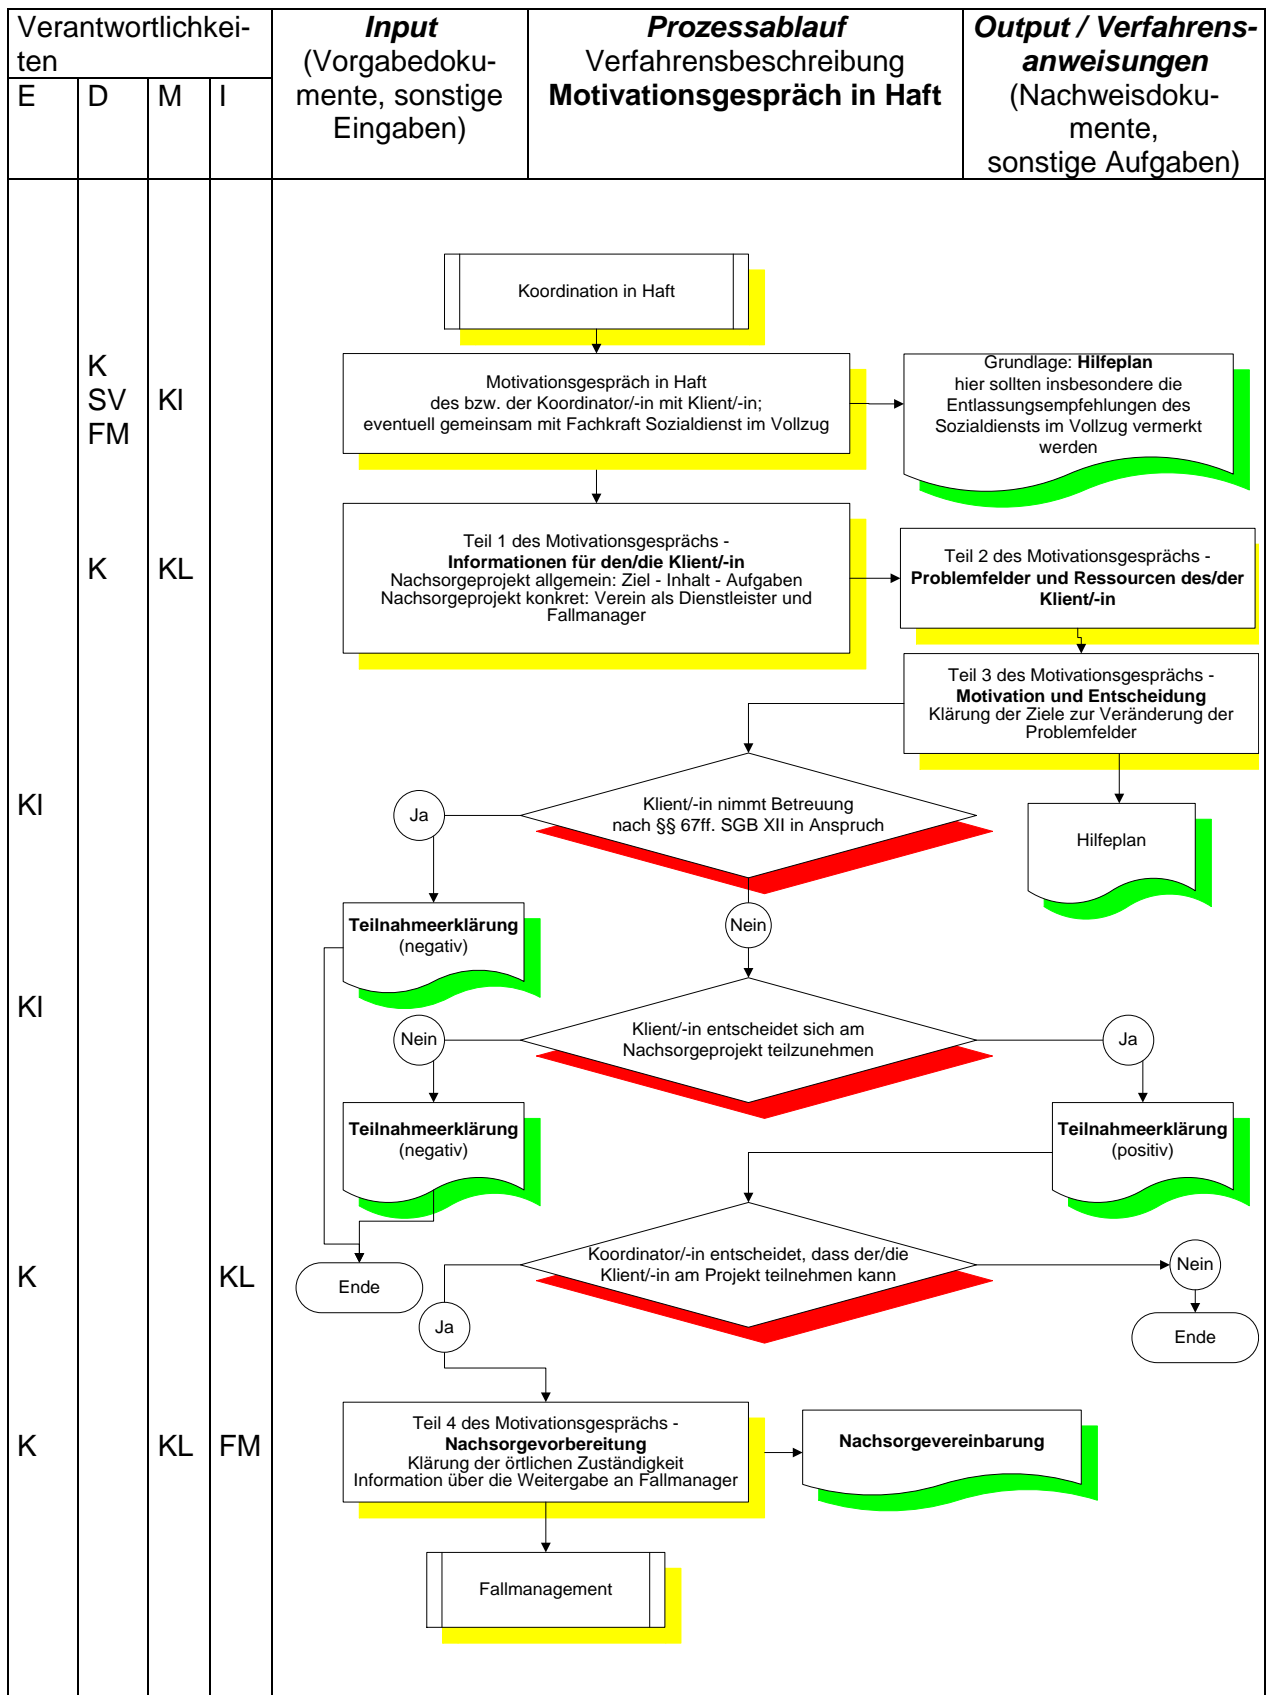 Verantwortlichkei-
ten
E D M I
Input
(Vorgabedoku-
mente, sonstige
Eingaben)
Prozessablauf
Verfahrensbeschreibung
Motivationsgespräch in Haft
Output / Verfahrens-
anweisungen
(Nachweisdoku-
mente,
sonstige Aufgaben)
Koordination in Haft
K
SV
FM
Kl
Motivationsgespräch in Haft
des bzw. der Koordinator/-in mit Klient/-in;
eventuell gemeinsam mit Fachkraft Sozialdienst im Vollzug
Grundlage: Hilfeplan
hier sollten insbesondere die
Entlassungsempfehlungen des
Sozialdiensts im Vollzug vermerkt
werden
K KL
Teil 1 des Motivationsgesprächs -
Informationen für den/die Klient/-in
Nachsorgeprojekt allgemein: Ziel - Inhalt - Aufgaben
Nachsorgeprojekt konkret: Verein als Dienstleister und
Fallmanager
Teil 2 des Motivationsgesprächs -
Problemfelder und Ressourcen des/der
Klient/-in
Teil 3 des Motivationsgesprächs -
Motivation und Entscheidung
Klärung der Ziele zur Veränderung der
Problemfelder
Kl
Ja
Klient/-in nimmt Betreuung
nach §§ 67ff. SGB XII in Anspruch
Hilfeplan
Teilnahmeerklärung
(negativ)
Nein
Kl
Nein
Klient/-in entscheidet sich am
Nachsorgeprojekt teilzunehmen
Ja
Teilnahmeerklärung
(negativ)
Teilnahmeerklärung
(positiv)
K KL
Ende
Koordinator/-in entscheidet, dass der/die
Klient/-in am Projekt teilnehmen kann
Nein
Ja
Ende
K KL FM
Teil 4 des Motivationsgesprächs -
Nachsorgevorbereitung
Klärung der örtlichen Zuständigkeit
Information über die Weitergabe an Fallmanager
Nachsorgevereinbarung
Fallmanagement